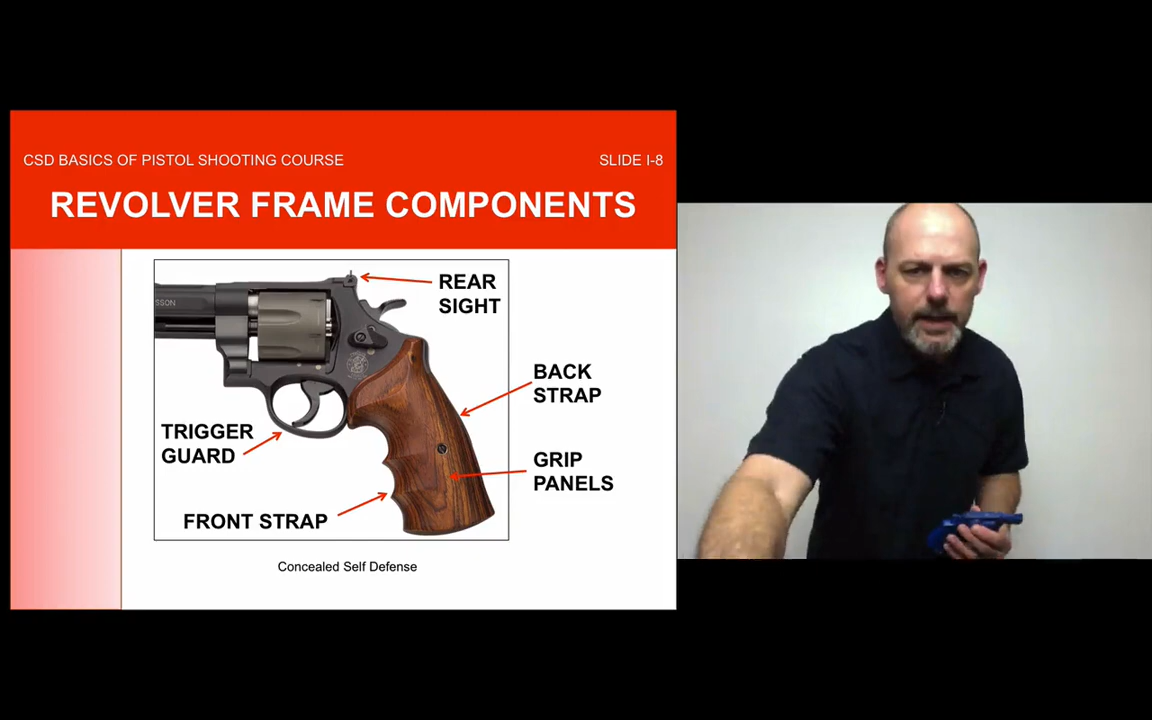 CSD BASICS OF PISTOL SHOOTING COURSE
SLIDE I-8
REVOLVER FRAME COMPONENTS
SSON
REAR
SIGHT
BACK
STRAP
TRIGGER
GUARD
GRIP
PANELS
FRONT STRAP
Concealed Self Defense